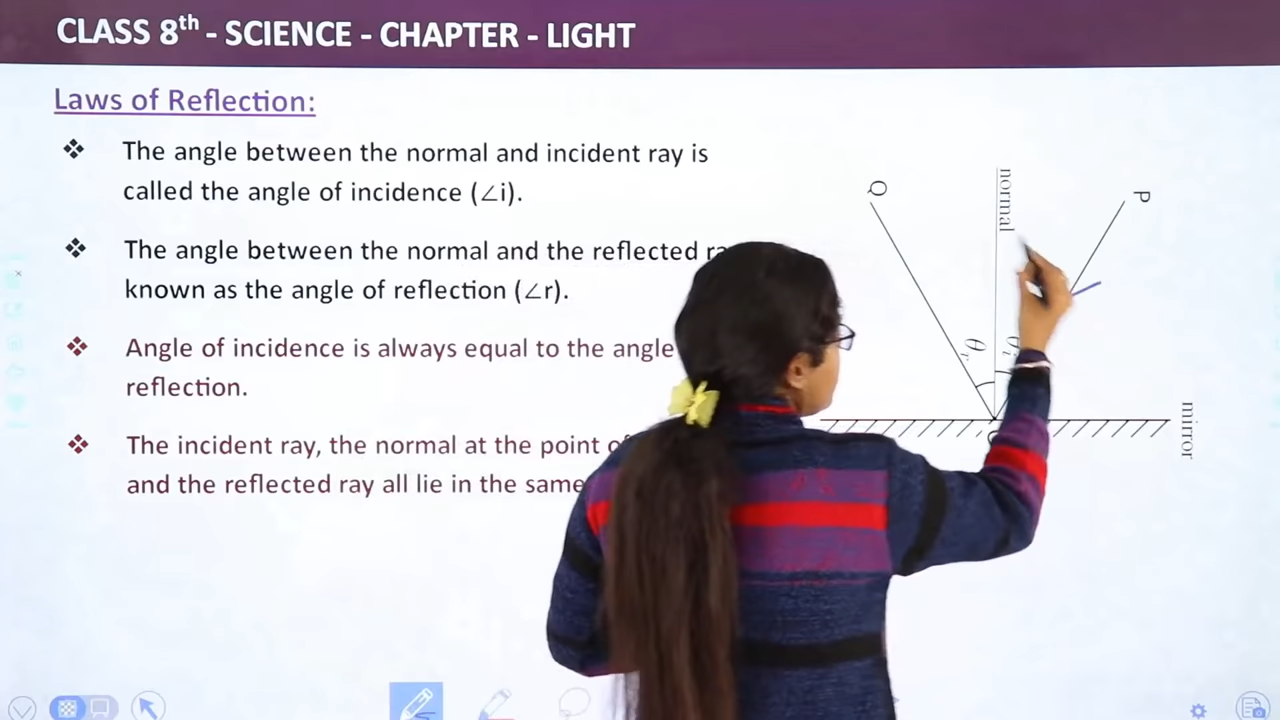 CLASS 8th - SCIENCE - CHAPTER - LIGHT
Laws of Reflection:
❖ The angle between the normal and incident ray is
called the angle of incidence (∠i).
❖ The angle between the normal and the reflected
known as the angle of reflection (∠r).
❖ Angle of incidence is always equal to the angle
reflection.
❖ The incident ray, the normal at the point
and the reflected ray all lie in the same
Q
normal
P
θr
θi
mirror